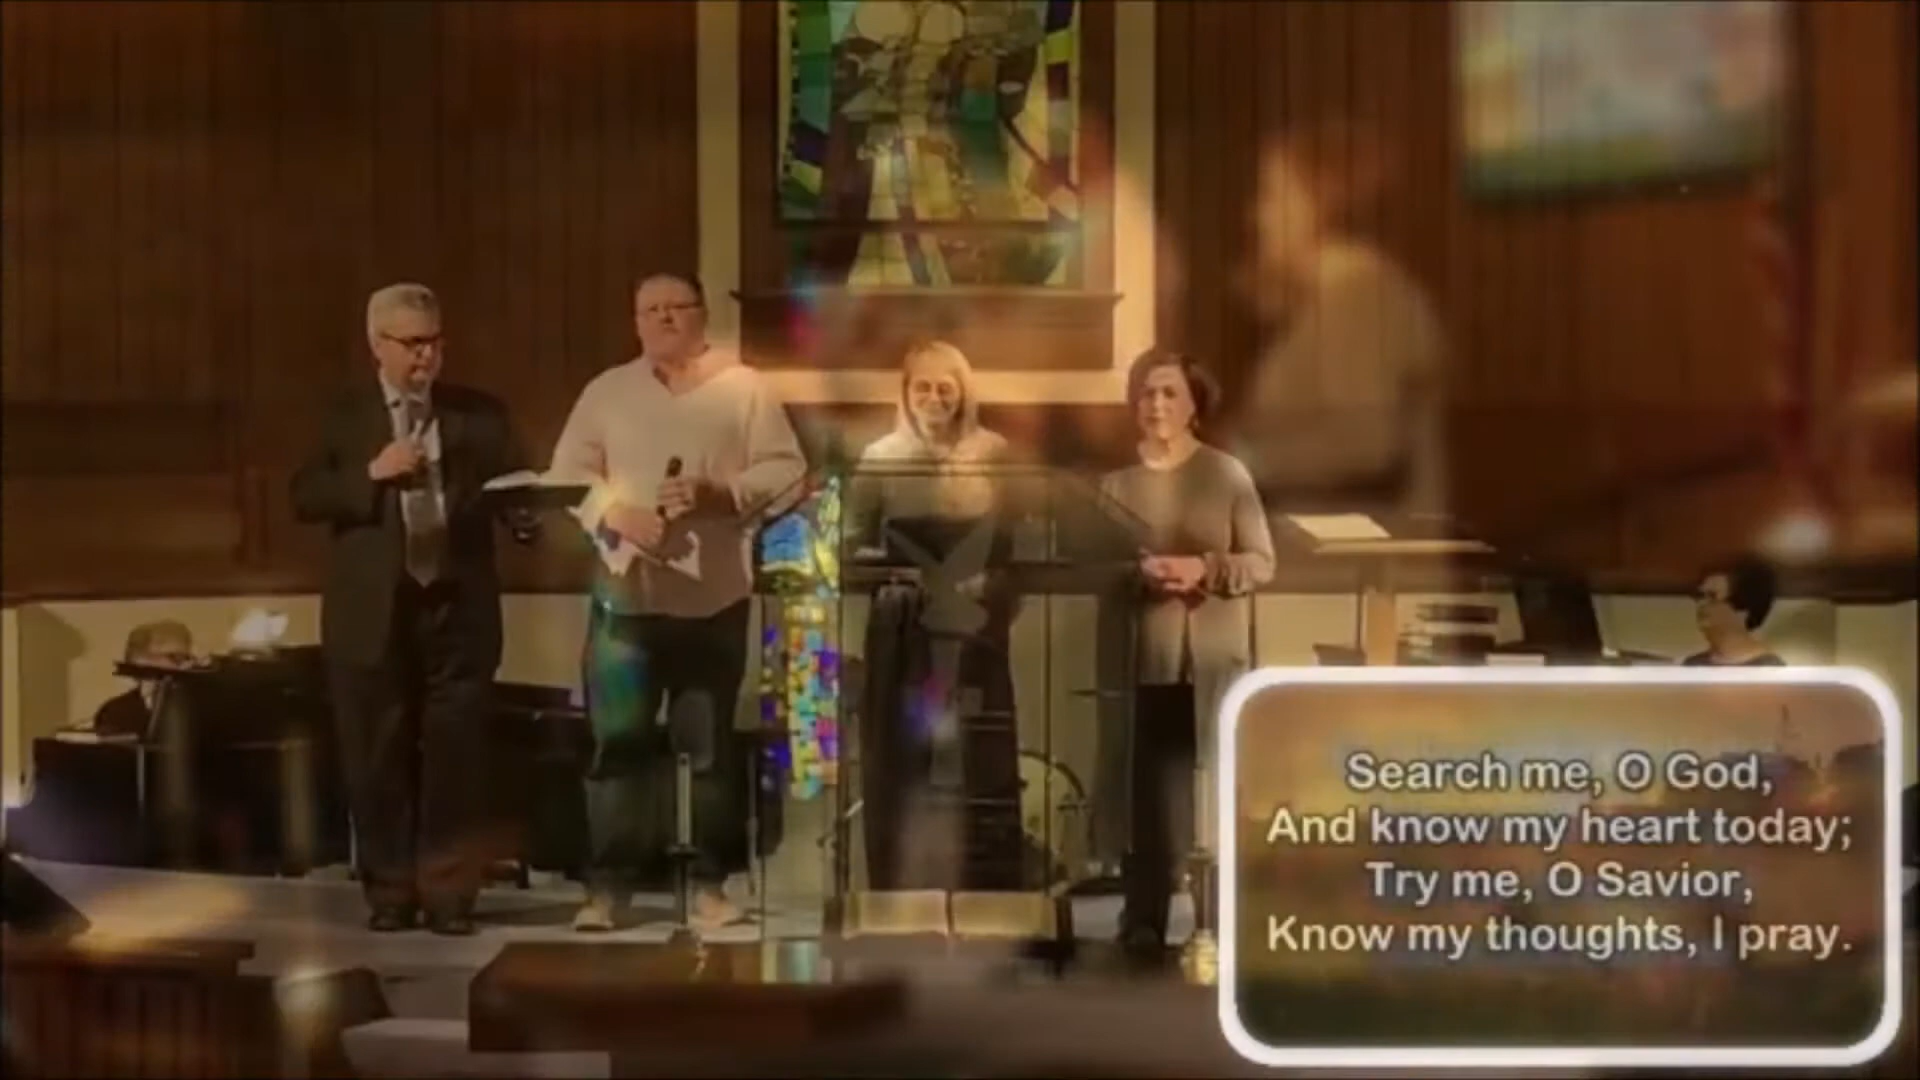 Search me, O God,
And know my heart today;
Try me, O Savior,
Know my thoughts, I pray.